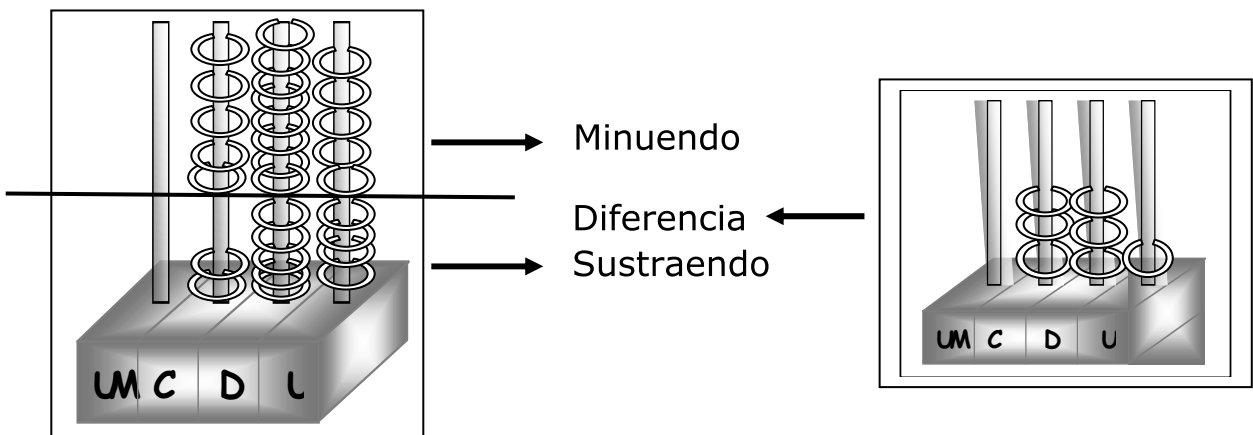 Minuendo
Diferencia
Sustraendo
UM C D U
UM C D U